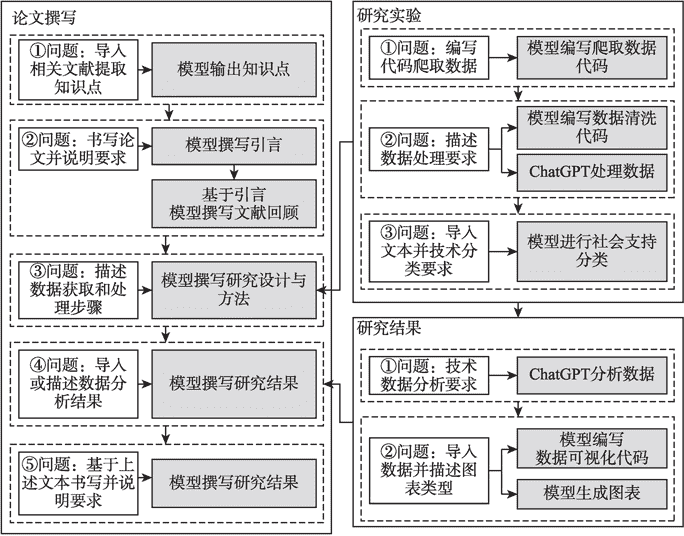 论文撰写
①问题：导入
相关文献提取
知识点
模型输出知识点
②问题：书写论
文并说明要求
模型撰写引言
基于引言
模型撰写文献回顾
③问题：描述
数据获取和处
理步骤
模型撰写研究设计与
方法
④问题：导入
或描述数据分
析结果
模型撰写研究结果
⑤问题：基于上
述文本书写并说
明要求
模型撰写研究结果
研究实验
①问题：编写
代码爬取数据
模型编写爬取数据
代码
②问题：描述
数据处理要求
模型编写数据清洗
代码
ChatGPT处理数据
③问题：导入
文本并技术分
类要求
模型进行社会支持
分类
研究结果
①问题：技术
数据分析要求
ChatGPT分析数据
②问题：导入
数据并描述图
表类型
模型编写
数据可视化代码
模型生成图表